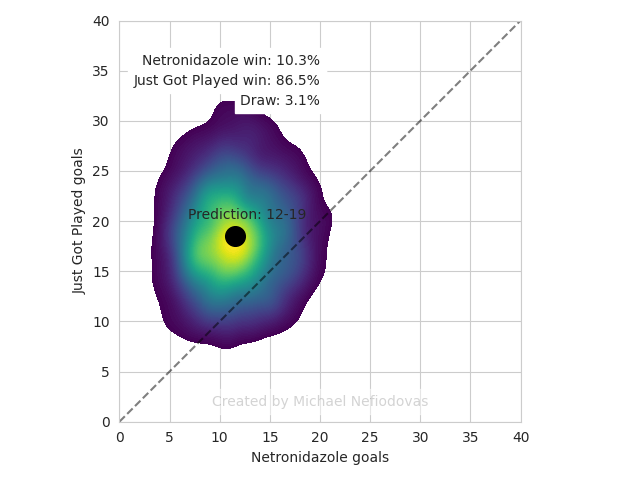 40
35
30
25
20
15
10
5
0
Just Got Played goals
Netronidazole win: 10.3%
Just Got Played win: 86.5%
Draw: 3.1%
Prediction: 12-19
Created by Michael Nefiodovas
0 5 10 15 20 25 30 35 40
Netronidazole goals